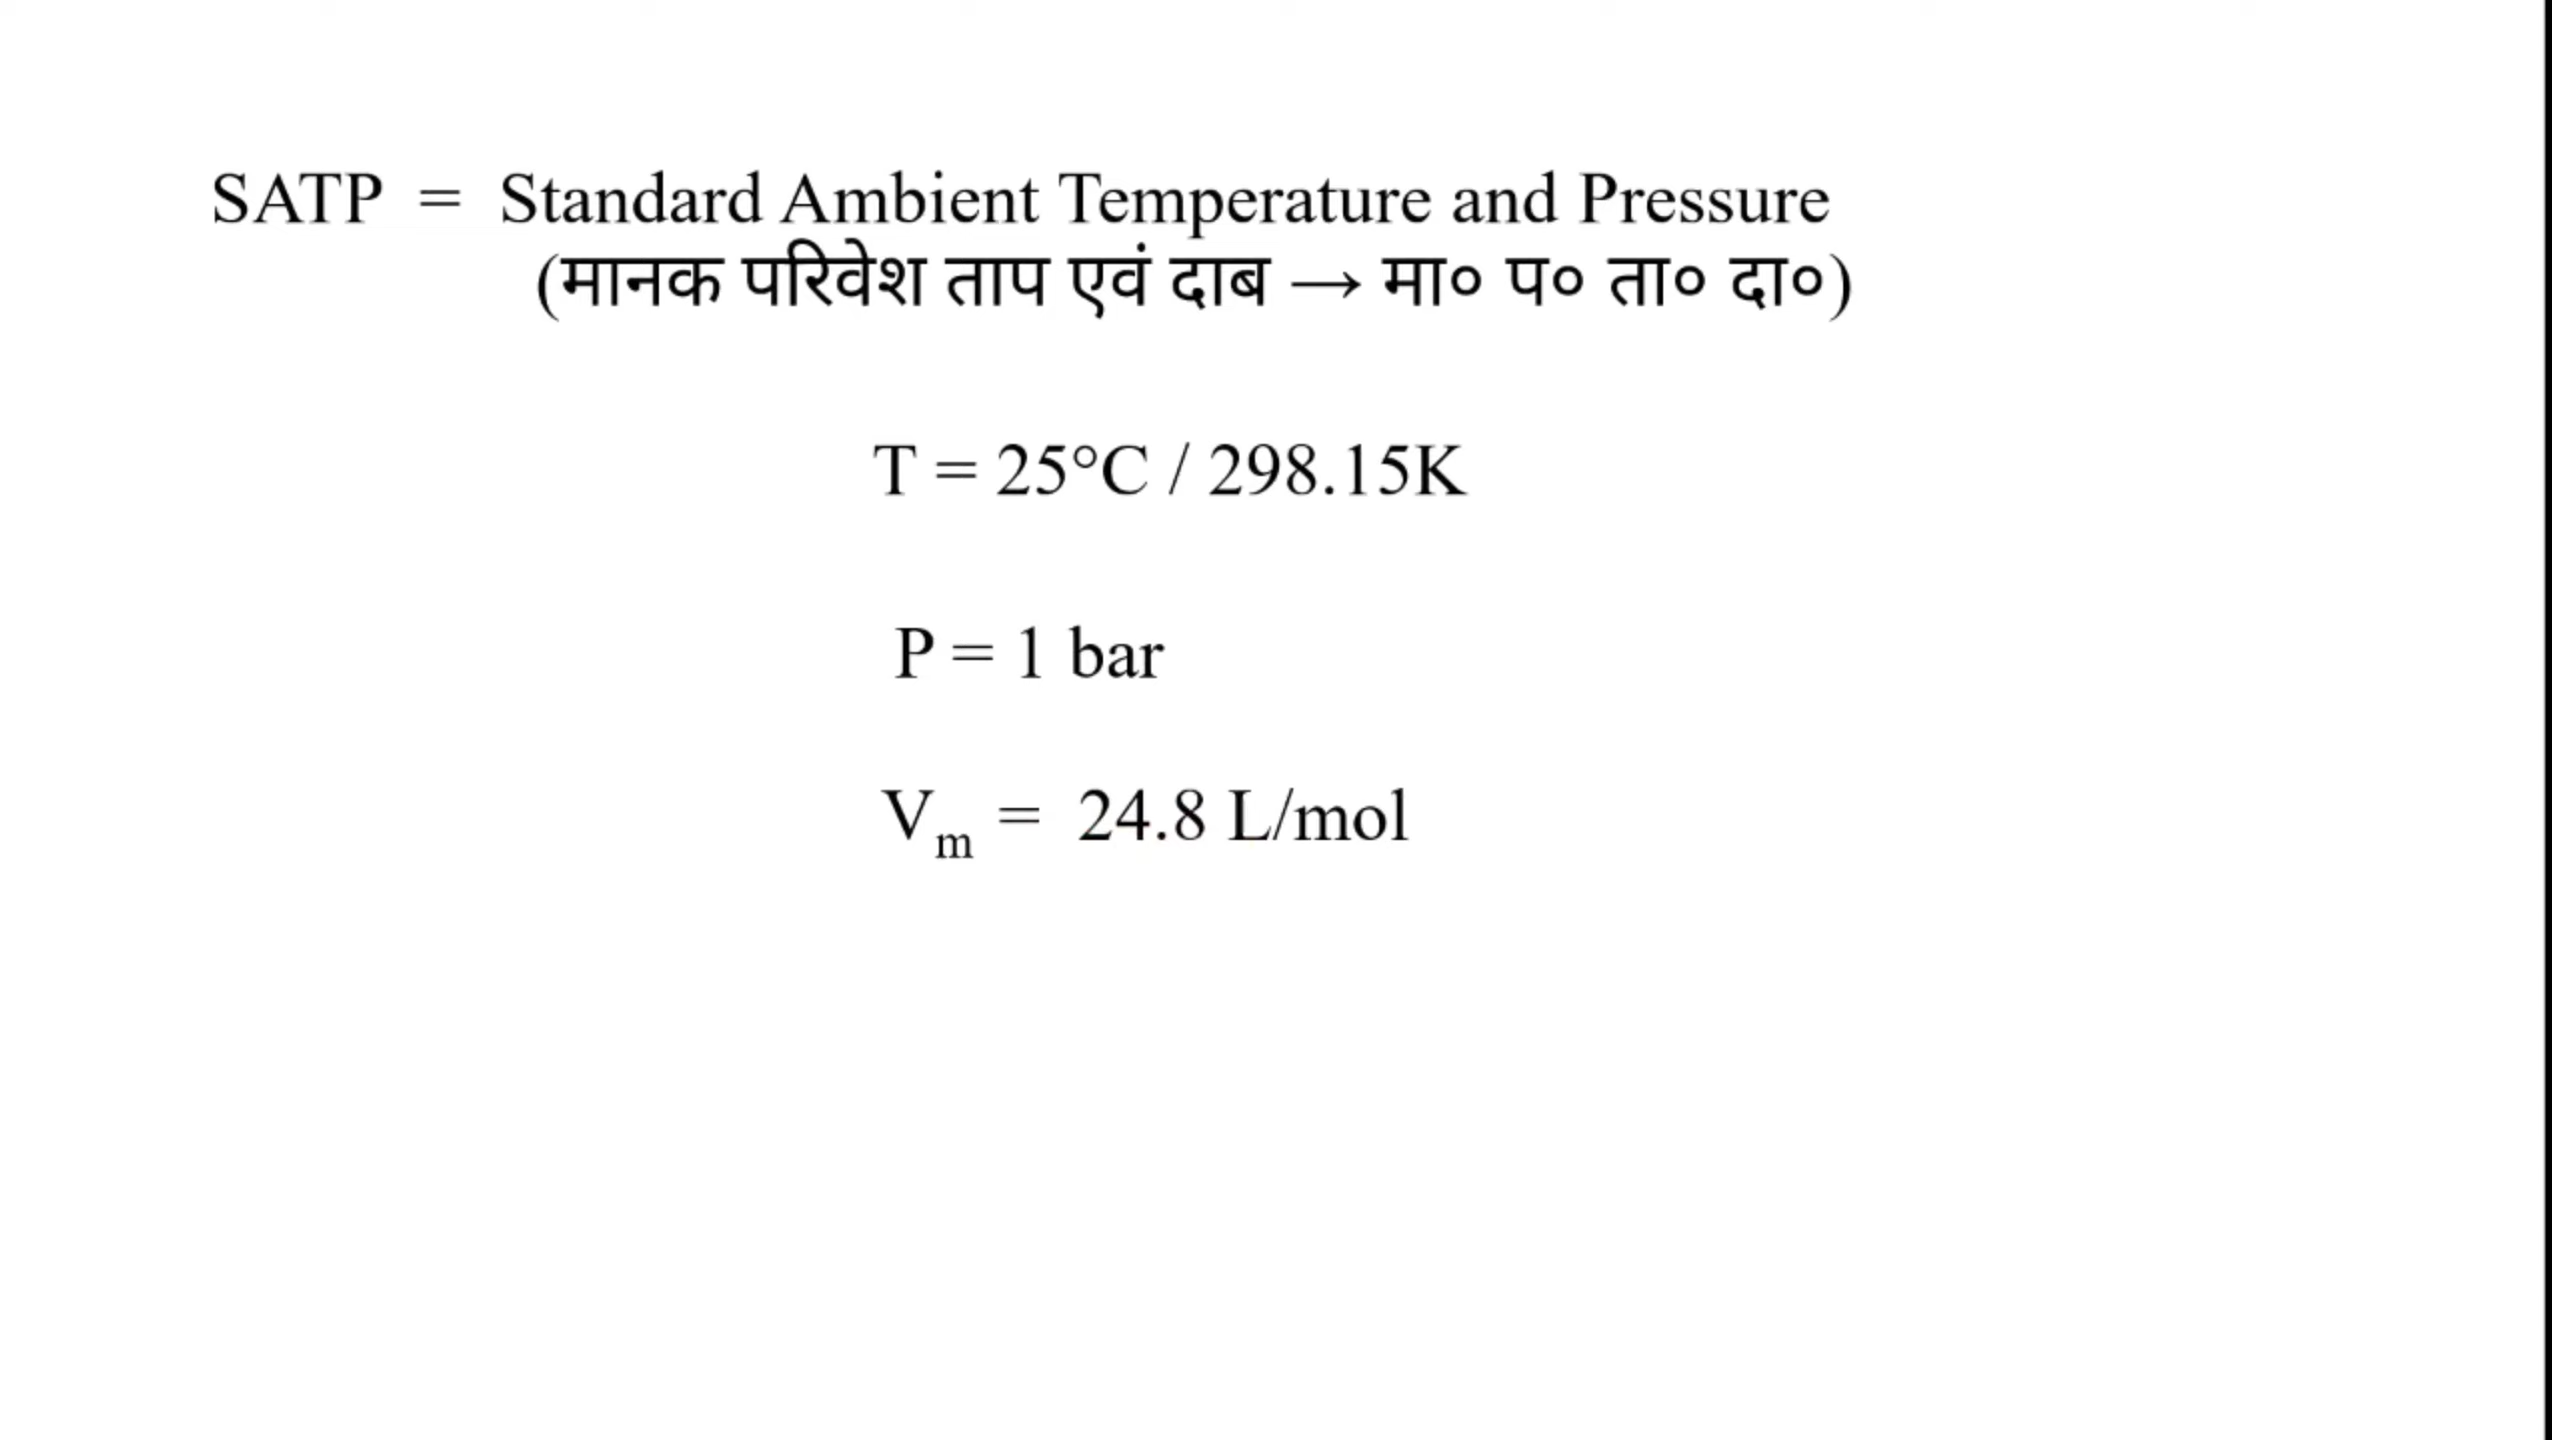 SATP = Standard Ambient Temperature and Pressure
(मानक परिवेश ताप एवं दाब → मा० प० ता० दा०)
T = 25°C / 298.15K
P = 1 bar
Vₘ = 24.8 L/mol